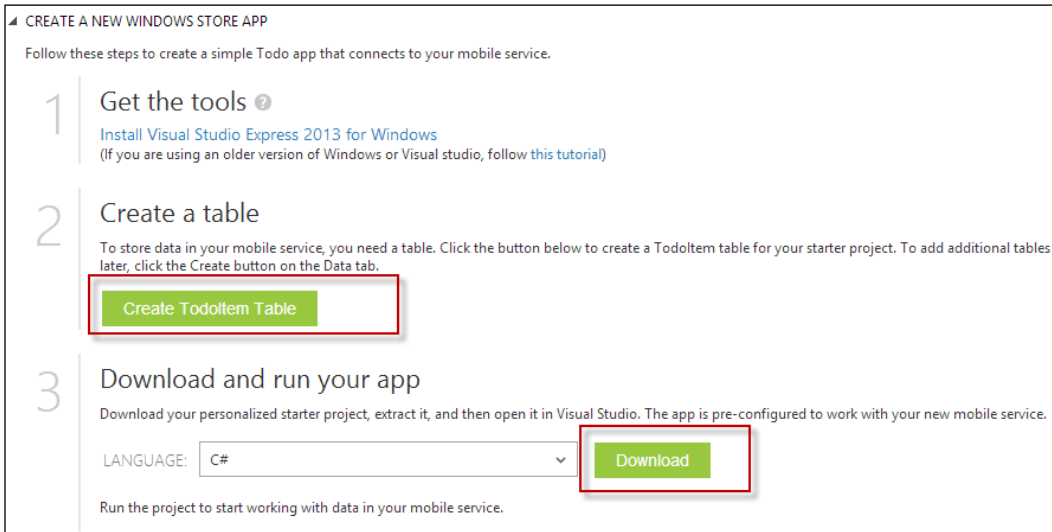 CREATE A NEW WINDOWS STORE APP
Follow these steps to create a simple Todo app that connects to your mobile service.
1
Get the tools ?
Install Visual Studio Express 2013 for Windows
(If you are using an older version of Windows or Visual studio, follow this tutorial)
2
Create a table
To store data in your mobile service, you need a table. Click the button below to create a TodoItem table for your starter project. To add additional tables
later, click the Create button on the Data tab.
Create TodoItem Table
3
Download and run your app
Download your personalized starter project, extract it, and then open it in Visual Studio. The app is pre-configured to work with your new mobile service.
LANGUAGE: C# Download
Run the project to start working with data in your mobile service.